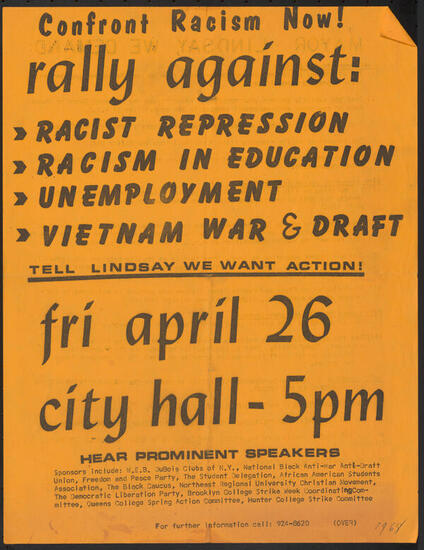 Confront Racism Now!
rally against:
» RACIST REPRESSION
» RACISM IN EDUCATION
» UNEMPLOYMENT
» VIETNAM WAR & DRAFT
TELL LINDSAY WE WANT ACTION!
fri april 26
city hall - 5pm
HEAR PROMINENT SPEAKERS
Sponsors include: W.E.B. DuBois Clubs of N.Y., National Black Anti-War Anti-Draft
Union, Freedom and Peace Party, The Student Delegation, African American Students
Association, The Black Caucus, Northeast Regional University Christian Movement,
The Democratic Liberation Party, Brooklyn College Strike Week CoordinatingCom-
mittee, Queens College Spring Action Committee, Hunter College Strike Committee
For further information call: 924-8620 (OVER)